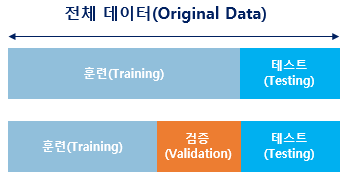 전체 데이터(Original Data)
훈련(Training)
테스트
(Testing)
훈련(Training)
검증
(Validation)
테스트
(Testing)